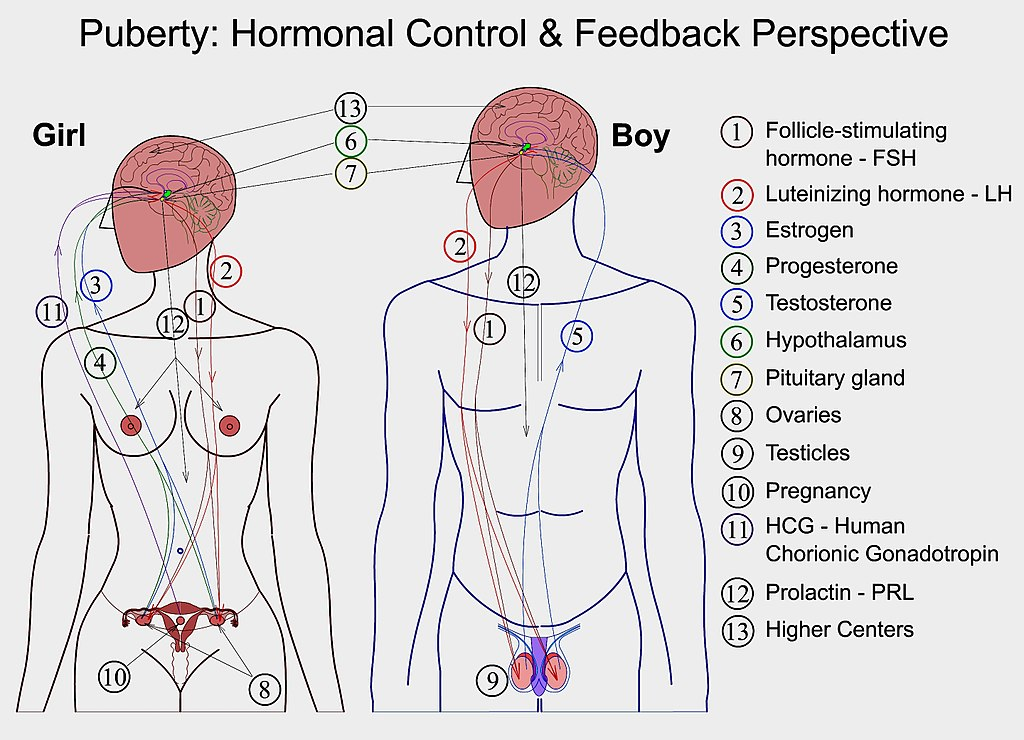 Puberty: Hormonal Control & Feedback Perspective
Girl
Boy
13
6
7
2
3
1
11
12
4
2
12
1
5
10
8
9
1 Follicle-stimulating
hormone - FSH
2 Luteinizing hormone - LH
3 Estrogen
4 Progesterone
5 Testosterone
6 Hypothalamus
7 Pituitary gland
8 Ovaries
9 Testicles
10 Pregnancy
11 HCG - Human
Chorionic Gonadotropin
12 Prolactin - PRL
13 Higher Centers